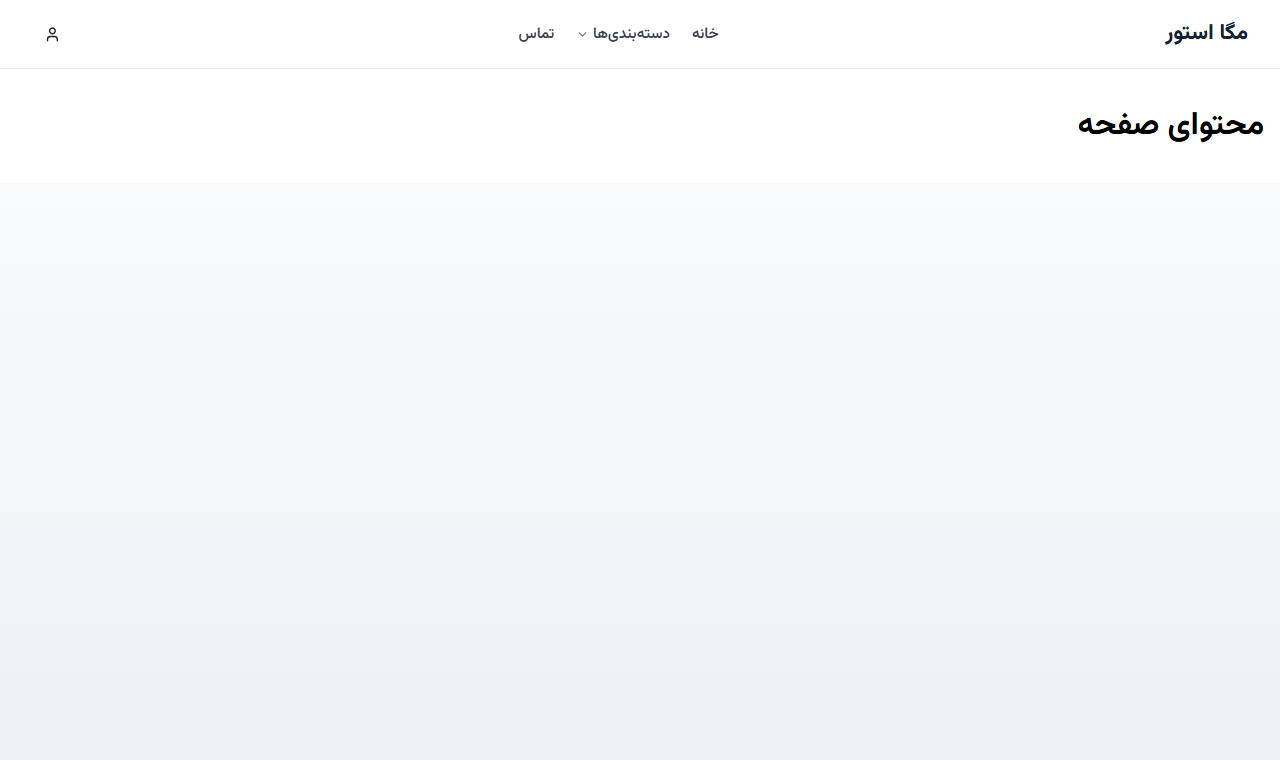 مگا استور
خانه
دسته‌بندی‌ها
تماس
محتوای صفحه